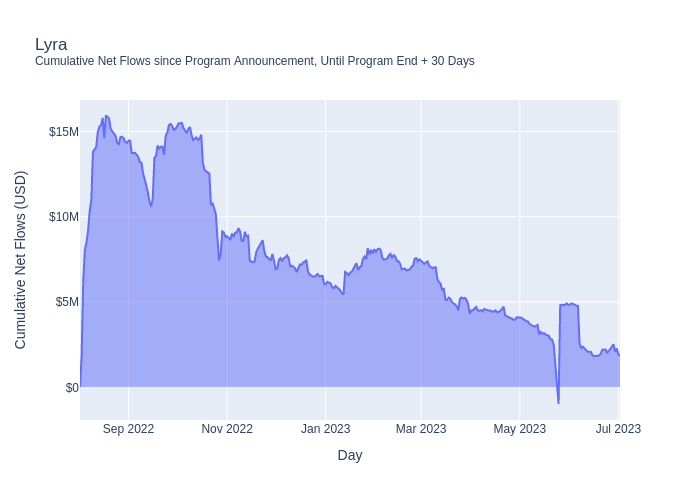 Lyra
Cumulative Net Flows since Program Announcement, Until Program End + 30 Days
Cumulative Net Flows (USD)
$15M
$10M
$5M
$0
Sep 2022 Nov 2022 Jan 2023 Mar 2023 May 2023 Jul 2023
Day